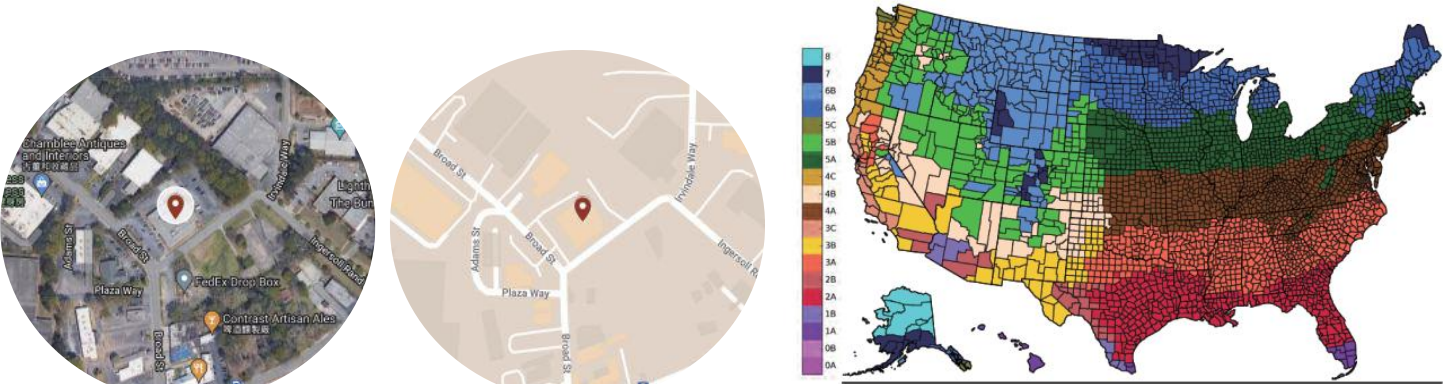 Chamblee Antiques
and Interiors
Irvindale Way
Adams St
Broad St
Ingersoll Rand
FedEx Drop Box
Plaza Way
Contrast Artisan Ales
Broad St
Broad St
Irvindale Way
Adams St
Broad St
Ingersoll R
Plaza Way
Broad St
8
7
6B
6A
5C
5B
5A
4C
4B
4A
3C
3B
3A
2B
2A
1B
1A
0B
0A